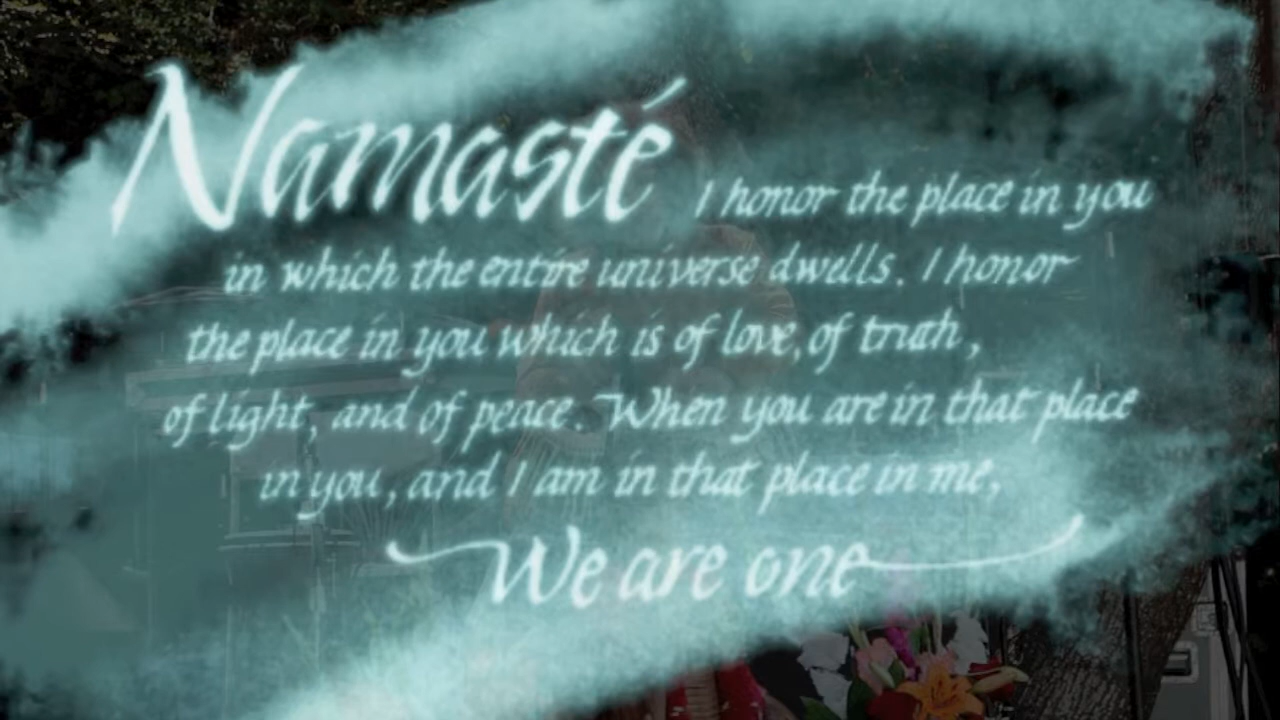 Namasté I honor the place in you
in which the entire universe dwells. I honor
the place in you which is of love, of truth,
of light, and of peace. When you are in that place
in you, and I am in that place in me,
We are one